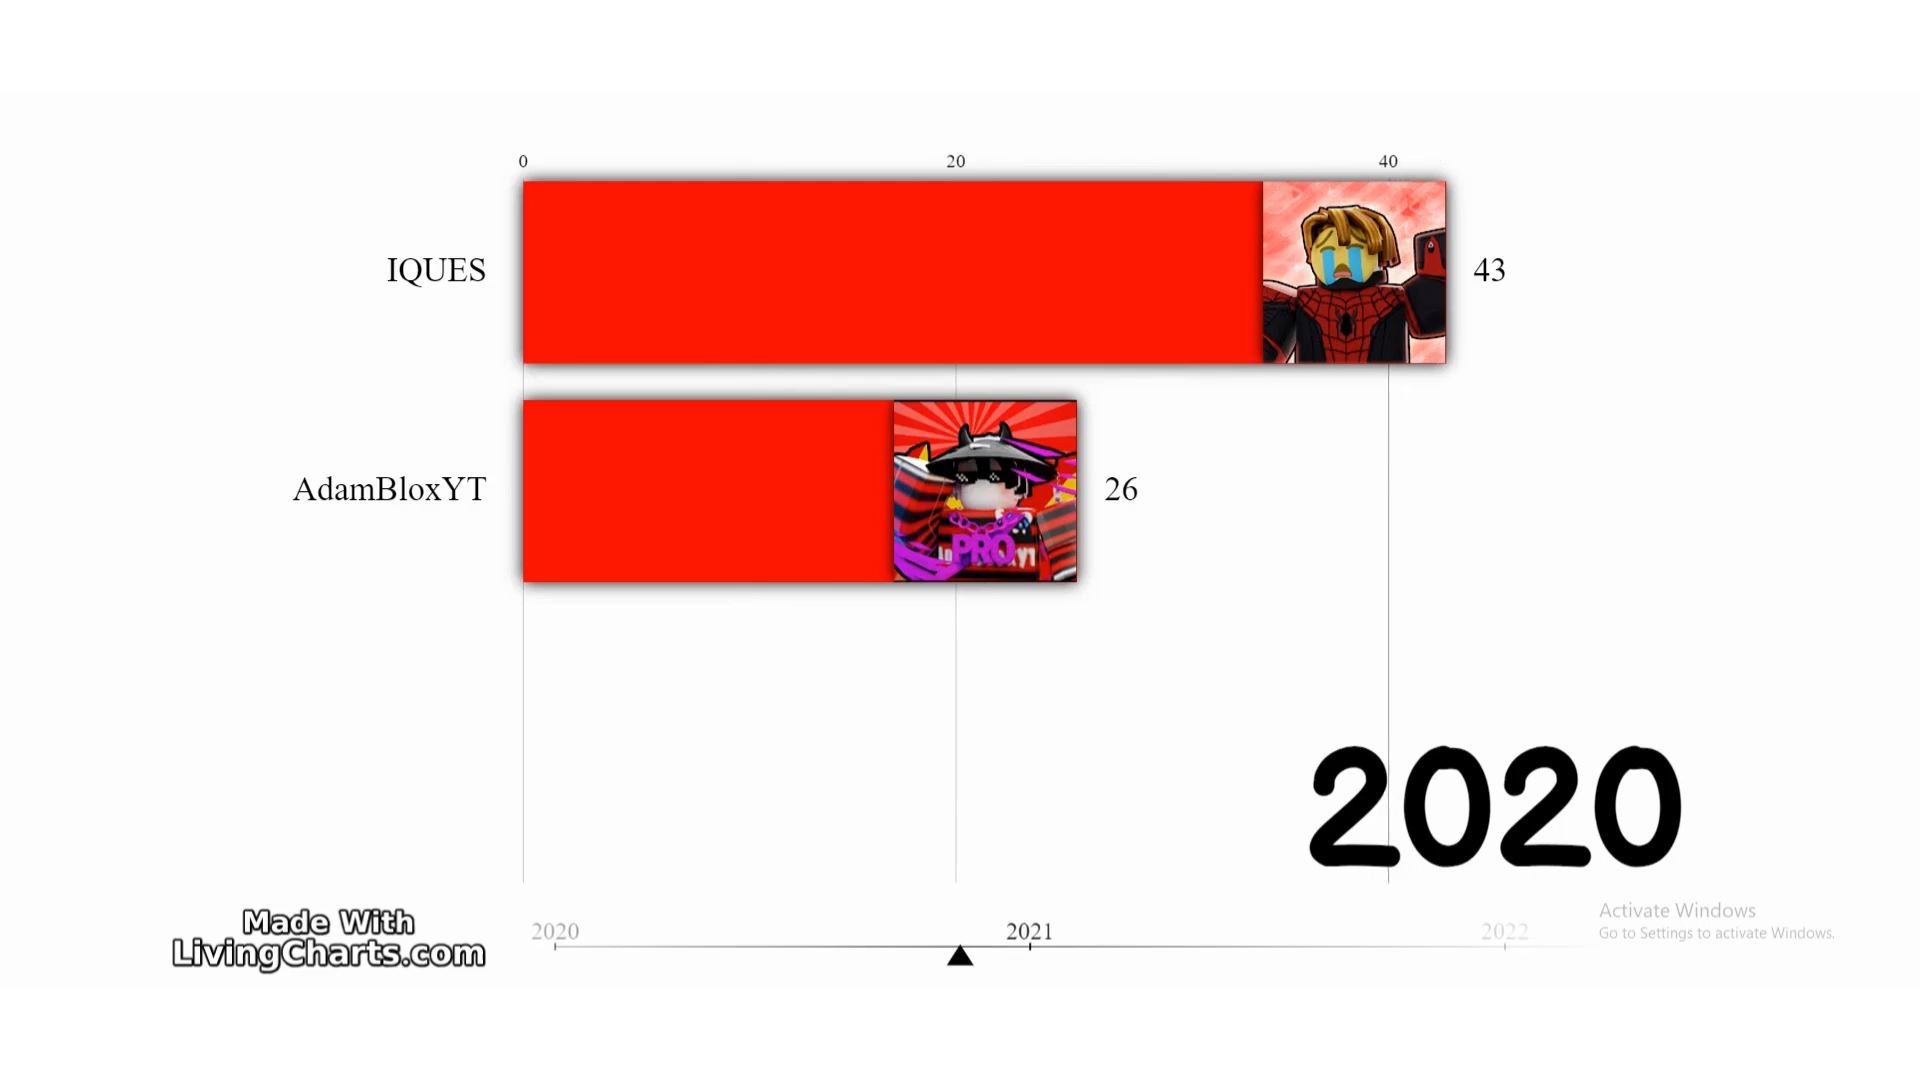 0 20 40
IQUES 43
AdamBloxYT 26
PRO
2020
Made With
LivingCharts.com
2020 2021 2022
Activate Windows
Go to Settings to activate Windows.